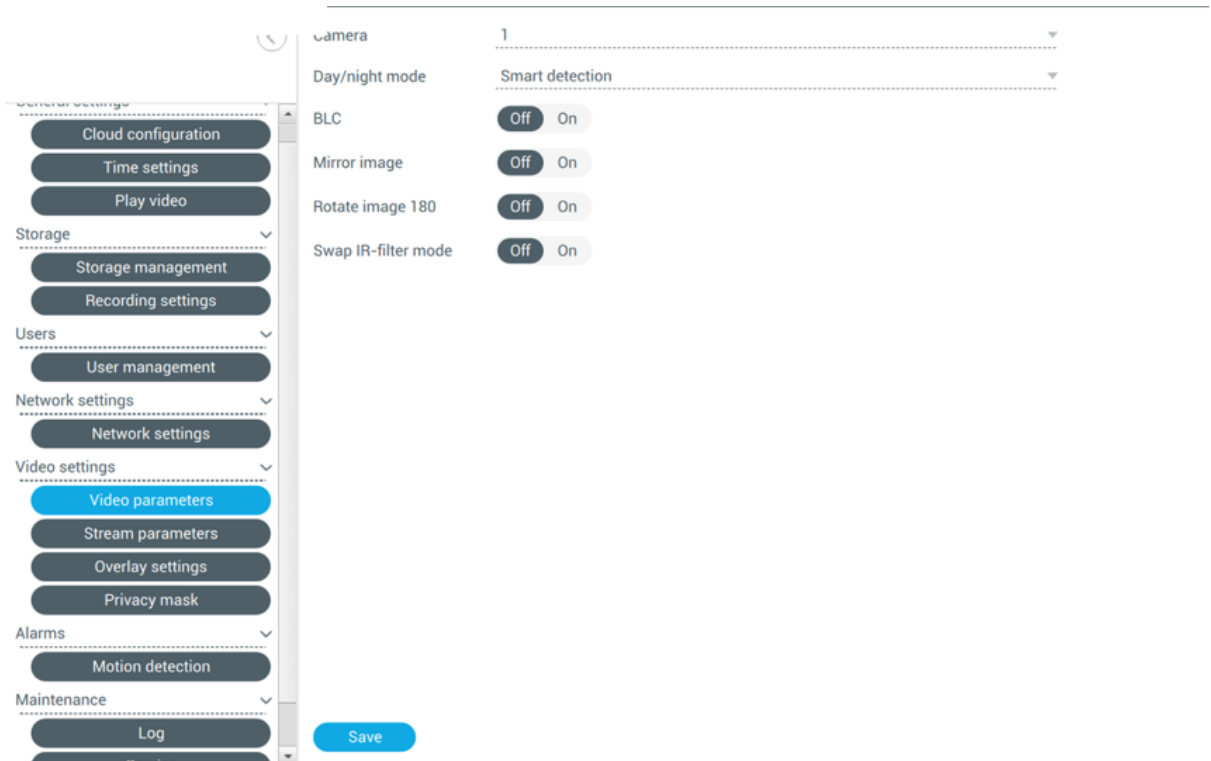 General settings
Cloud configuration
Time settings
Play video
Storage
Storage management
Recording settings
Users
User management
Network settings
Network settings
Video settings
Video parameters
Stream parameters
Overlay settings
Privacy mask
Alarms
Motion detection
Maintenance
Log
Camera 1
Day/night mode Smart detection
BLC Off On
Mirror image Off On
Rotate image 180 Off On
Swap IR-filter mode Off On
Save